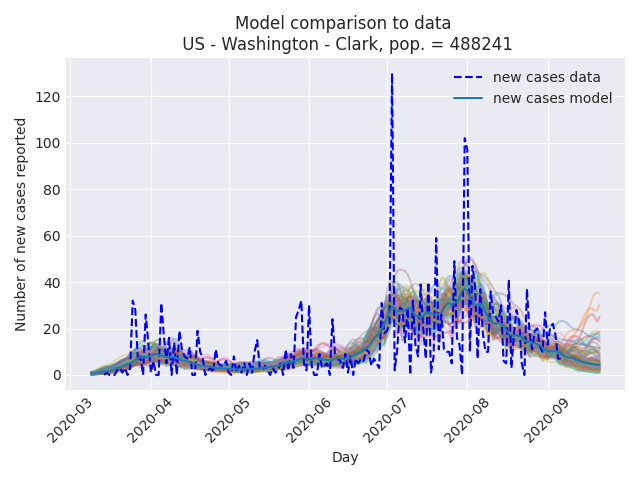 Model comparison to data
US - Washington - Clark, pop. = 488241
new cases data
new cases model
Number of new cases reported
120
100
80
60
40
20
0
2020-03
2020-04
2020-05
2020-06
2020-07
2020-08
2020-09
Day